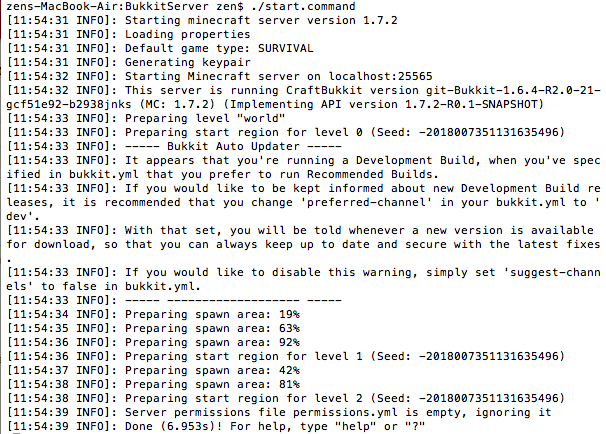 zens-MacBook-Air:BukkitServer zen$ ./start.command
[11:54:31 INFO]: Starting minecraft server version 1.7.2
[11:54:31 INFO]: Loading properties
[11:54:31 INFO]: Default game type: SURVIVAL
[11:54:31 INFO]: Generating keypair
[11:54:32 INFO]: Starting Minecraft server on localhost:25565
[11:54:32 INFO]: This server is running CraftBukkit version git-Bukkit-1.6.4-R2.0-21-
gcf51e92-b2938jnks (MC: 1.7.2) (Implementing API version 1.7.2-R0.1-SNAPSHOT)
[11:54:33 INFO]: Preparing level "world"
[11:54:33 INFO]: Preparing start region for level 0 (Seed: -2018007351131635496)
[11:54:33 INFO]: ----- Bukkit Auto Updater -----
[11:54:33 INFO]: It appears that you're running a Development Build, when you've spec
ified in bukkit.yml that you prefer to run Recommended Builds.
[11:54:33 INFO]: If you would like to be kept informed about new Development Build re
leases, it is recommended that you change 'preferred-channel' in your bukkit.yml to '
dev'.
[11:54:33 INFO]: With that set, you will be told whenever a new version is available
for download, so that you can always keep up to date and secure with the latest fixes
.
[11:54:33 INFO]: If you would like to disable this warning, simply set 'suggest-chann
els' to false in bukkit.yml.
[11:54:33 INFO]: ----- ------------------- -----
[11:54:34 INFO]: Preparing spawn area: 19%
[11:54:35 INFO]: Preparing spawn area: 63%
[11:54:36 INFO]: Preparing spawn area: 92%
[11:54:36 INFO]: Preparing start region for level 1 (Seed: -2018007351131635496)
[11:54:37 INFO]: Preparing spawn area: 42%
[11:54:38 INFO]: Preparing spawn area: 81%
[11:54:38 INFO]: Preparing start region for level 2 (Seed: -2018007351131635496)
[11:54:39 INFO]: Server permissions file permissions.yml is empty, ignoring it
[11:54:39 INFO]: Done (6.953s)! For help, type "help" or "?"